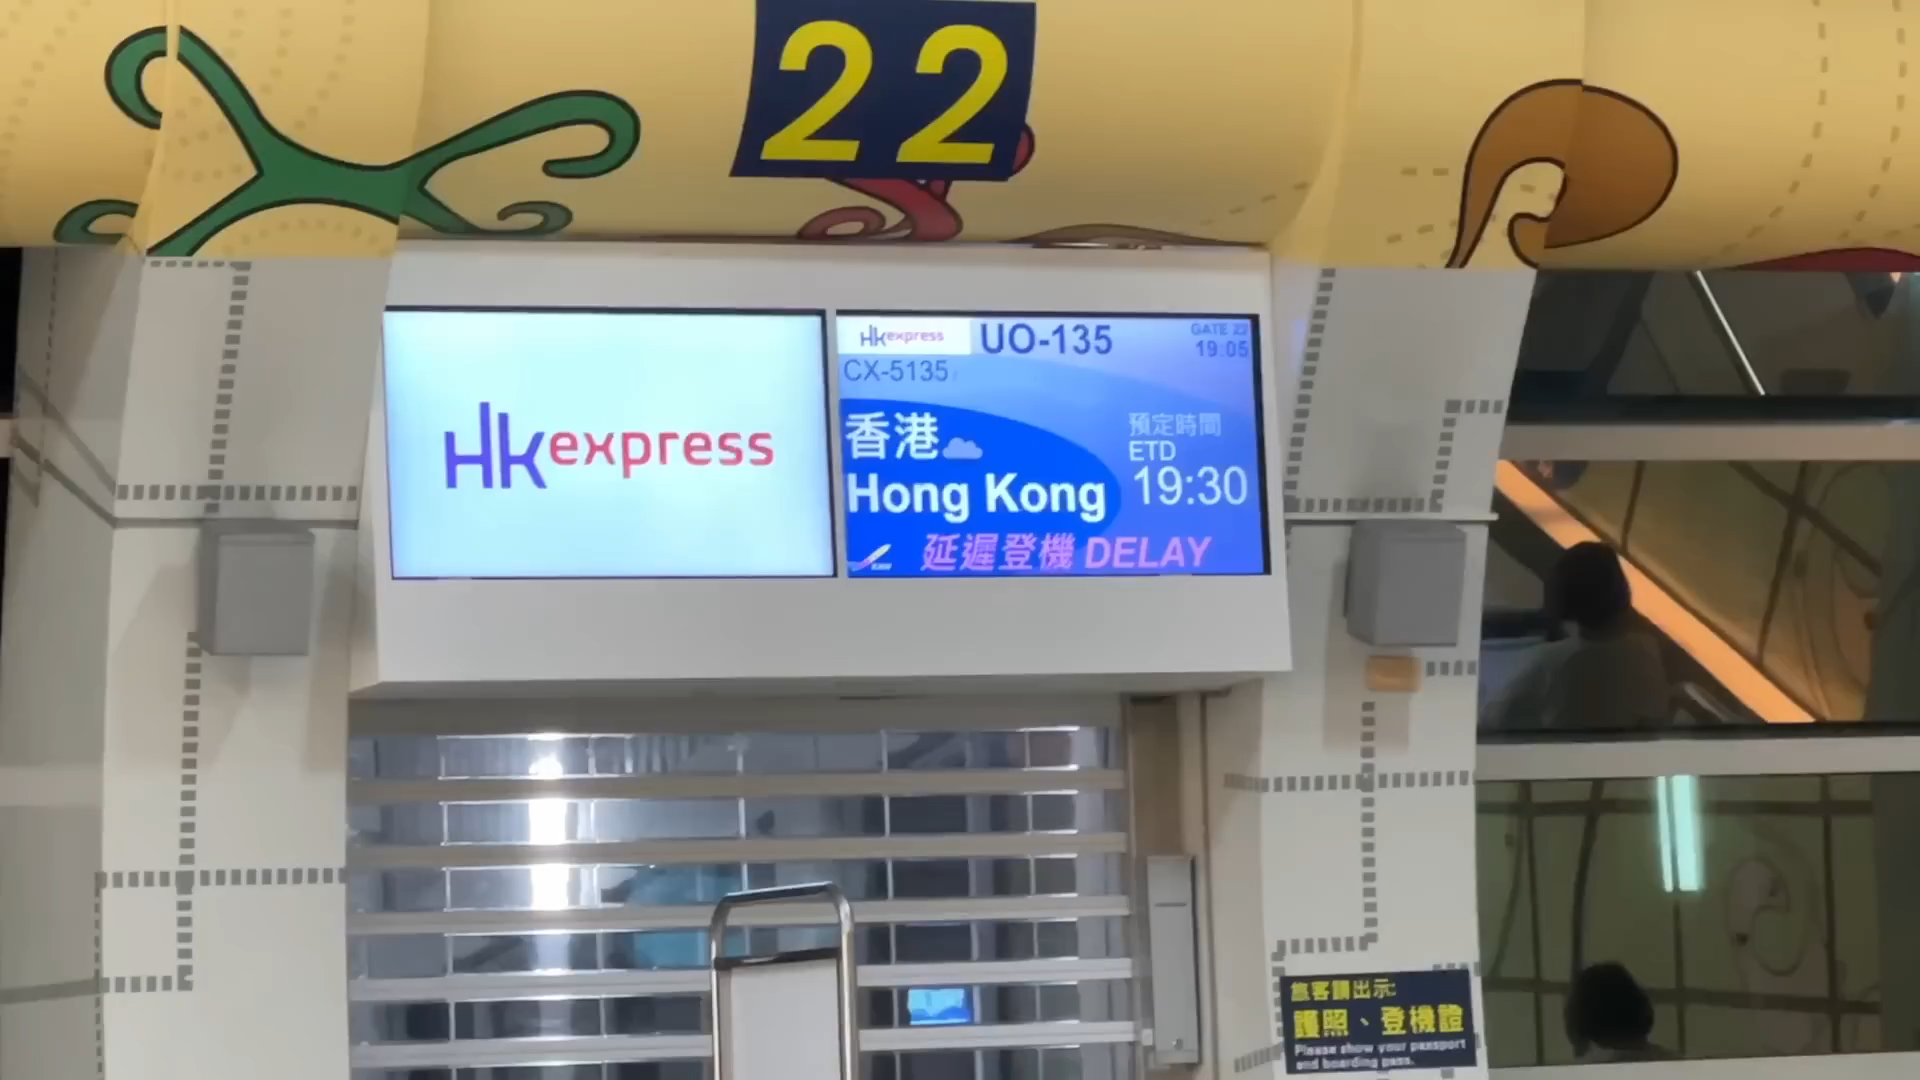 22
HKexpress
HKexpress UO-135 GATE 22
19:05
CX-5135
香港
Hong Kong
預定時間
ETD
19:30
延遲登機 DELAY
旅客請出示:
護照、登機證
Please show your passport
and boarding pass.